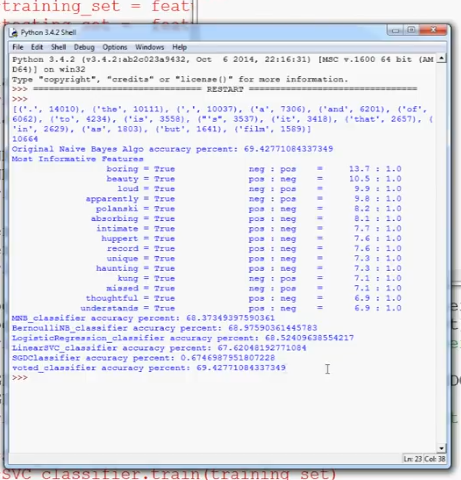 training_set = feat
Python 3.4.2 Shell
File Edit Shell Debug Options Windows Help
Python 3.4.2 (v3.4.2:ab2c023a9432, Oct 6 2014, 22:16:31) [MSC v.1600 64 bit (AM
D64)] on win32
Type "copyright", "credits" or "license()" for more information.
>>> ================================ RESTART ================================
>>>
[('.', 14010), ('the', 10111), (',', 10037), ('a', 7306), ('and', 6201), ('of',
6062), ('to', 4234), ('is', 3558), ("'s", 3537), ('it', 3418), ('that', 2657), (
'in', 2629), ('as', 1803), ('but', 1641), ('film', 1589)]
10664
Original Naive Bayes Algo accuracy percent: 69.42771084337349
Most Informative Features
boring = True neg : pos = 13.7 : 1.0
beauty = True pos : neg = 10.5 : 1.0
loud = True neg : pos = 9.9 : 1.0
apparently = True neg : pos = 9.8 : 1.0
polanski = True pos : neg = 8.2 : 1.0
absorbing = True pos : neg = 8.1 : 1.0
intimate = True pos : neg = 7.7 : 1.0
huppert = True pos : neg = 7.6 : 1.0
record = True pos : neg = 7.6 : 1.0
unique = True pos : neg = 7.3 : 1.0
haunting = True pos : neg = 7.3 : 1.0
kung = True neg : pos = 7.1 : 1.0
missed = True neg : pos = 7.1 : 1.0
thoughtful = True pos : neg = 6.9 : 1.0
understands = True pos : neg = 6.9 : 1.0
MNB_classifier accuracy percent: 68.37349397590361
BernoulliNB_classifier accuracy percent: 68.97590361445783
LogisticRegression_classifier accuracy percent: 68.52409638554217
LinearSVC_classifier accuracy percent: 67.62048192771084
SGDClassifier accuracy percent: 0.6746987951807228
voted_classifier accuracy percent: 69.42771084337349
>>>
Ln: 23 Col: 38
SVC_classifier.train(training_set)